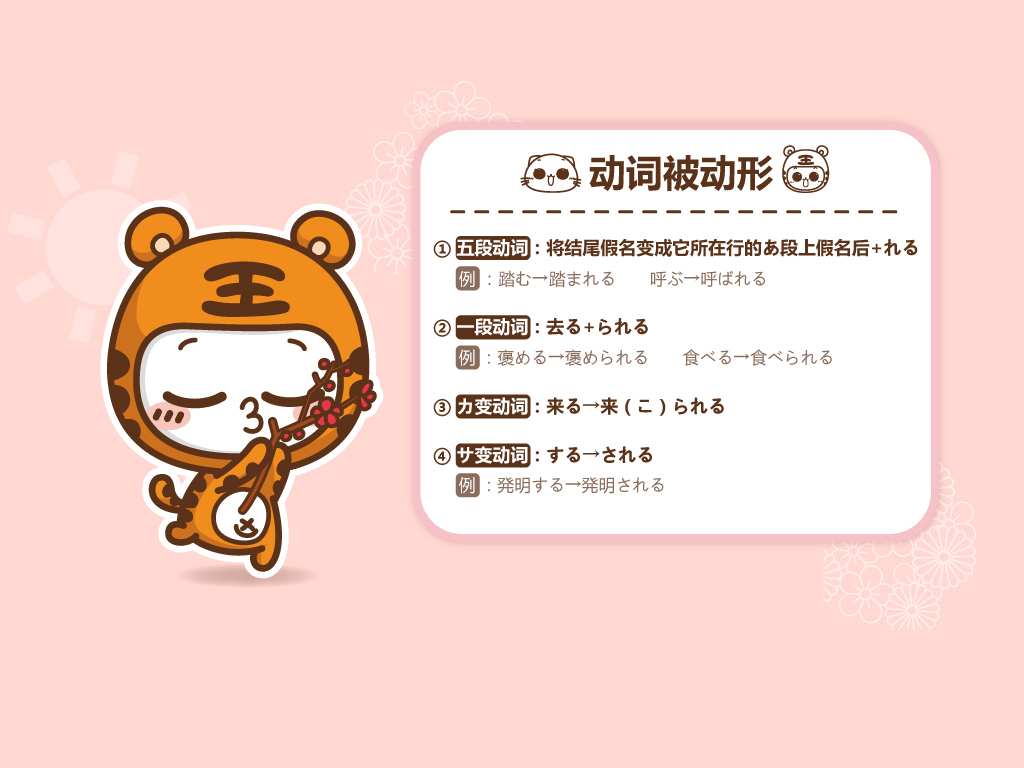 动词被动形
①五段动词：将结尾假名变成它所在行的あ段上假名后+れる
例：踏む→踏まれる　　呼ぶ→呼ばれる
②一段动词：去る+られる
例：褒める→褒められる　　食べる→食べられる
③カ变动词：来る→来（こ）られる
④サ变动词：する→される
例：発明する→発明される